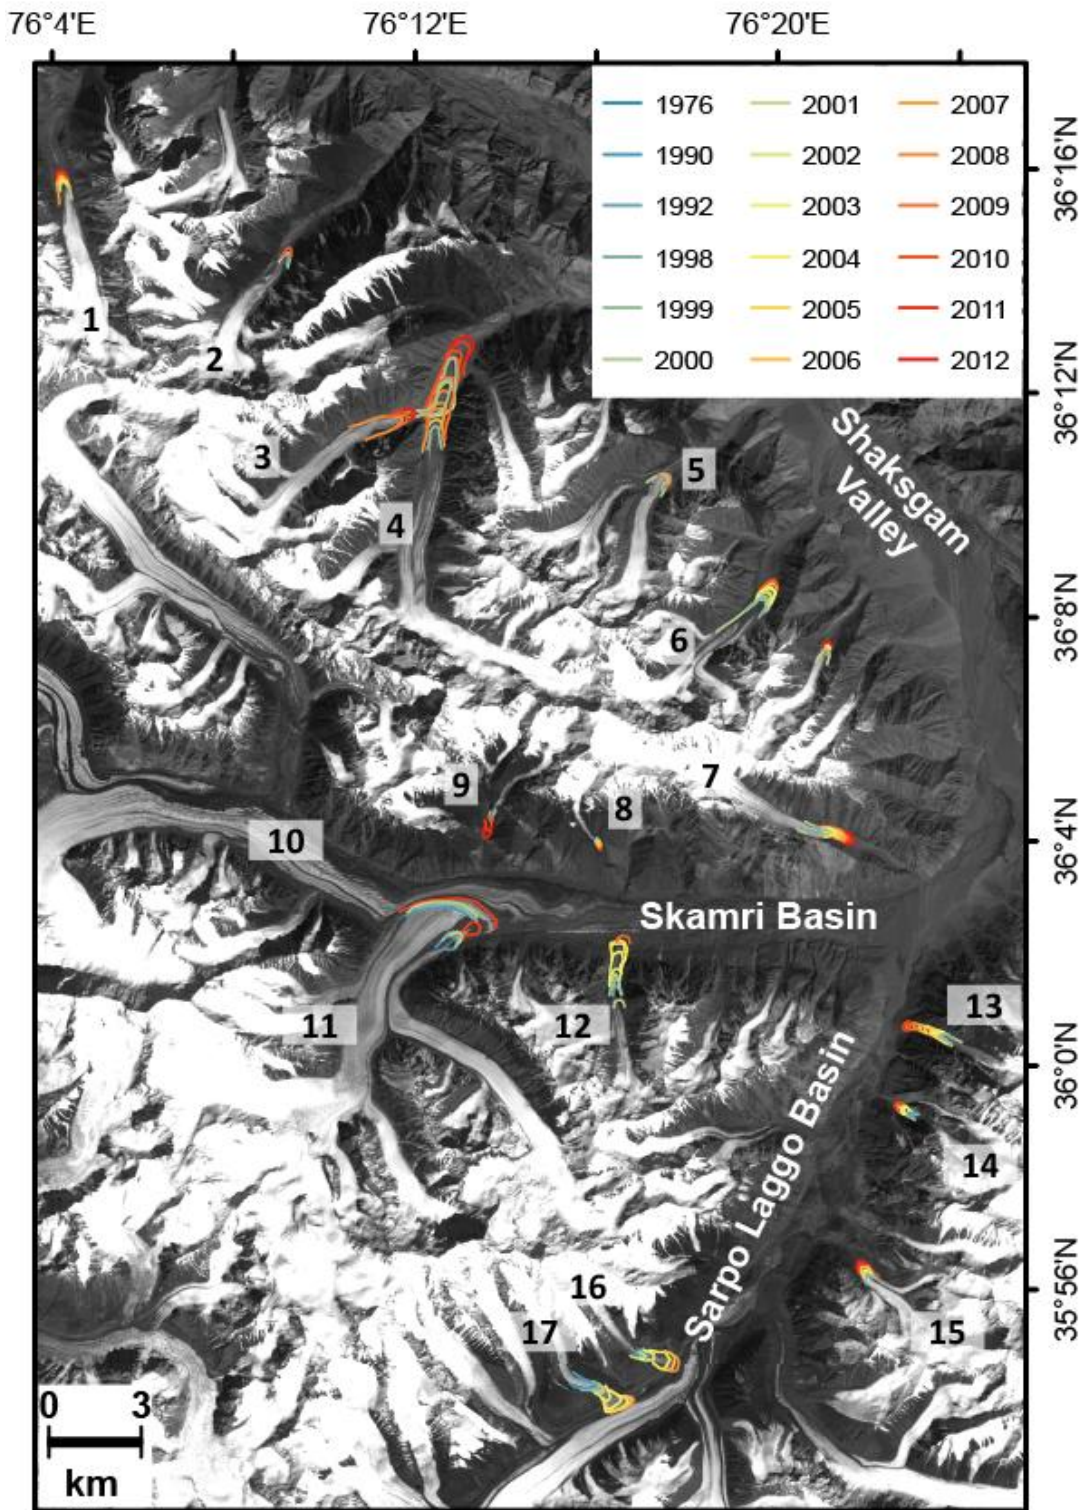 76°4'E 76°12'E 76°20'E
1976 2001 2007
1990 2002 2008
1992 2003 2009
1998 2004 2010
1999 2005 2011
2000 2006 2012
36°16'N
36°12'N
36°8'N
36°4'N
36°0'N
35°56'N
1
2
3
4
5
6
7
8
9
10
11
12
13
14
15
16
17
Shaksgam
Valley
Skamri Basin
Sarpo Laggo Basin
0 3
km